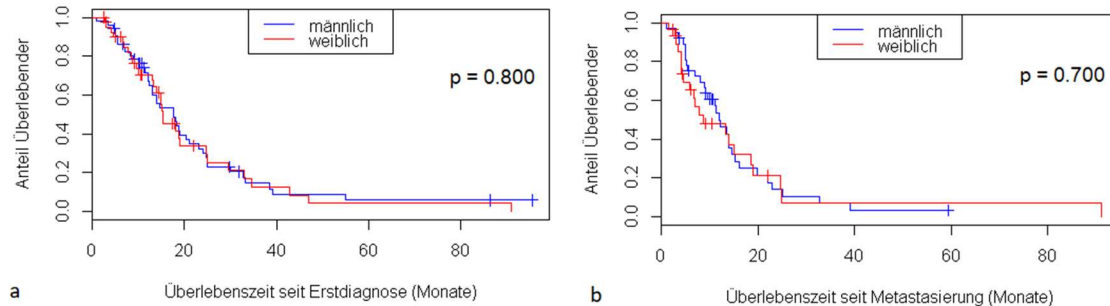 männlich
weiblich
p = 0.800
Anteil Überlebender
0.0 0.2 0.4 0.6 0.8 1.0
0 20 40 60 80
Überlebenszeit seit Erstdiagnose (Monate)
a
männlich
weiblich
p = 0.700
Anteil Überlebender
0.0 0.2 0.4 0.6 0.8 1.0
0 20 40 60 80
Überlebenszeit seit Metastasierung (Monate)
b